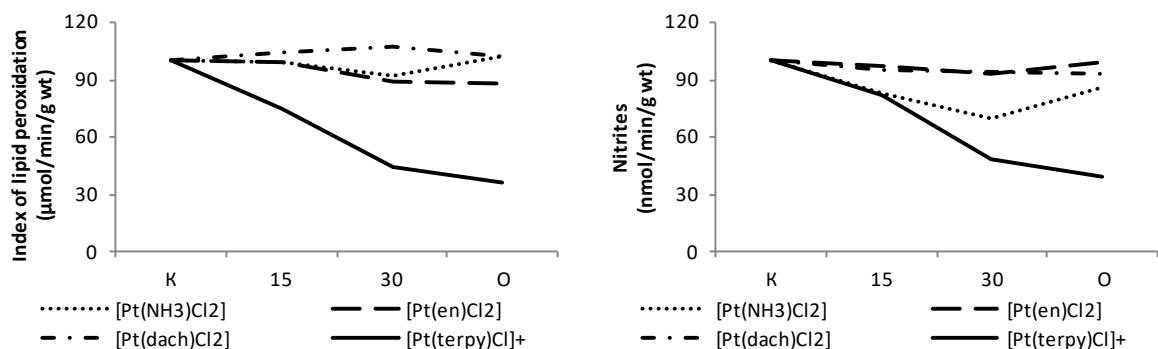 Index of lipid peroxidation
(µmol/min/g wt)
120
90
60
30
0
K
15
30
O
[Pt(NH3)Cl2]
[Pt(en)Cl2]
[Pt(dach)Cl2]
[Pt(terpy)Cl]+
Nitrites
(nmol/min/g wt)
120
90
60
30
0
K
15
30
O
[Pt(NH3)Cl2]
[Pt(en)Cl2]
[Pt(dach)Cl2]
[Pt(terpy)Cl]+